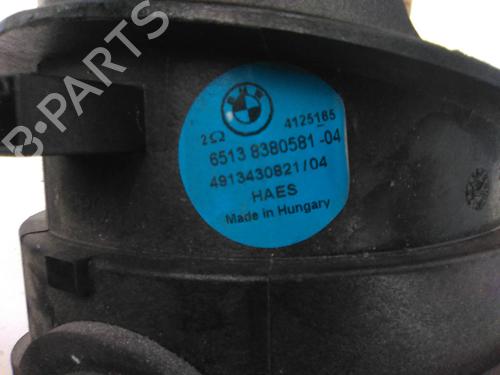 B-PARTS
BMW
2Ω 4125185
6513 8380581 -04
4913430821/04
HAES
Made in Hungary